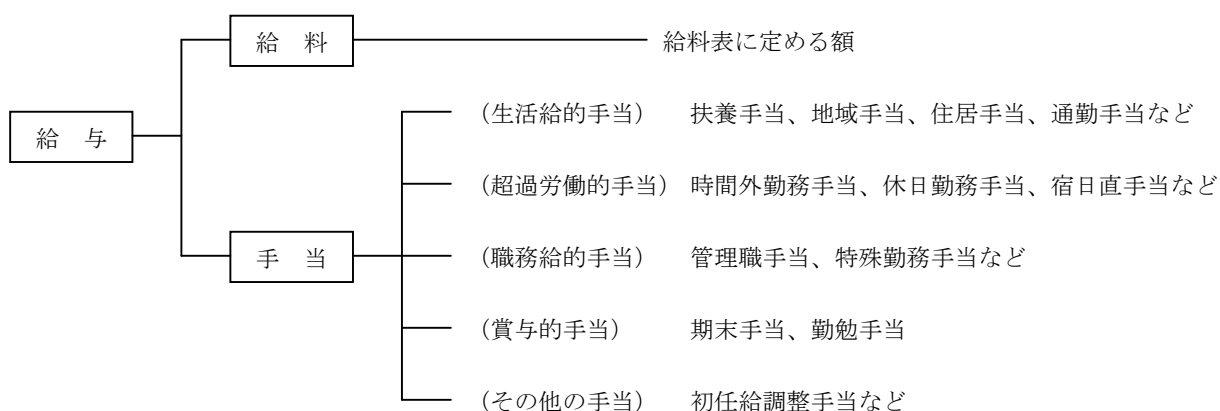 給　料　給料表に定める額
（生活給的手当）　扶養手当、地域手当、住居手当、通勤手当など
給　与
（超過労働的手当）　時間外勤務手当、休日勤務手当、宿日直手当など
手　当　（職務給的手当）　管理職手当、特殊勤務手当など
（賞与的手当）　期末手当、勤勉手当
（その他の手当）　初任給調整手当など